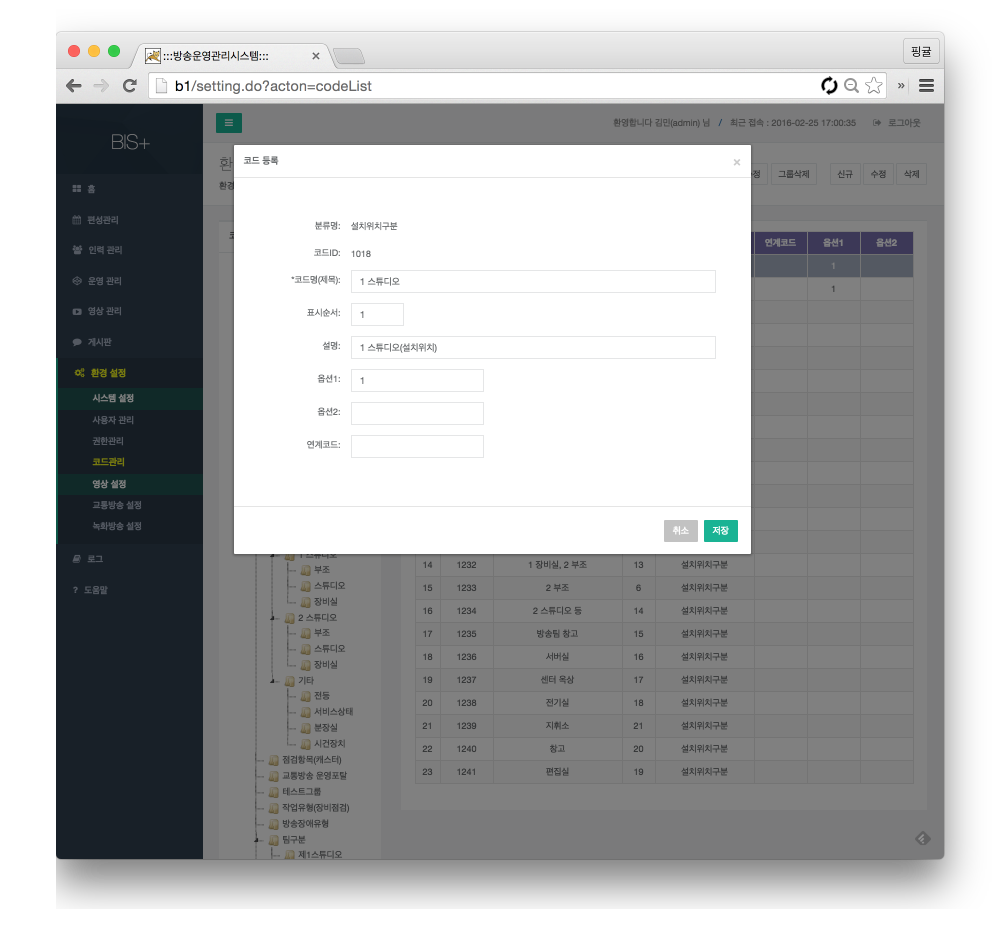 :::방송운영관리시스템:::
핑귤
b1/setting.do?acton=codeList
»
BIS+
환영합니다 김민(admin) 님 / 최근 접속 : 2016-02-25 17:00:35 로그아웃
그룹삭제 신규 수정 삭제
홈
편성관리
인력 관리
운영 관리
영상 관리
게시판
환경 설정
시스템 설정
사용자 관리
권한관리
코드관리
영상 설정
교통방송 설정
녹화방송 설정
로그
? 도움말
코드 등록 ×
분류명: 설치위치구분
코드ID: 1018
*코드명(제목): 1 스튜디오
표시순서: 1
설명: 1 스튜디오(설치위치)
옵션1: 1
옵션2:
연계코드:
취소 저장
연계코드 옵션1 옵션2
1
1
1 스튜디오
부조
스튜디오
장비실
2 스튜디오
부조
스튜디오
장비실
기타
전등
서비스상태
분장실
시건장치
점검항목(캐스터)
교통방송 운영포탈
테스트그룹
작업유형(장비점검)
방송장애유형
팀구분
제1스튜디오
14 1232 1 장비실, 2 부조 13 설치위치구분
15 1233 2 부조 6 설치위치구분
16 1234 2 스튜디오 등 14 설치위치구분
17 1235 방송팀 창고 15 설치위치구분
18 1236 서버실 16 설치위치구분
19 1237 센터 옥상 17 설치위치구분
20 1238 전기실 18 설치위치구분
21 1239 지휘소 21 설치위치구분
22 1240 창고 20 설치위치구분
23 1241 편집실 19 설치위치구분